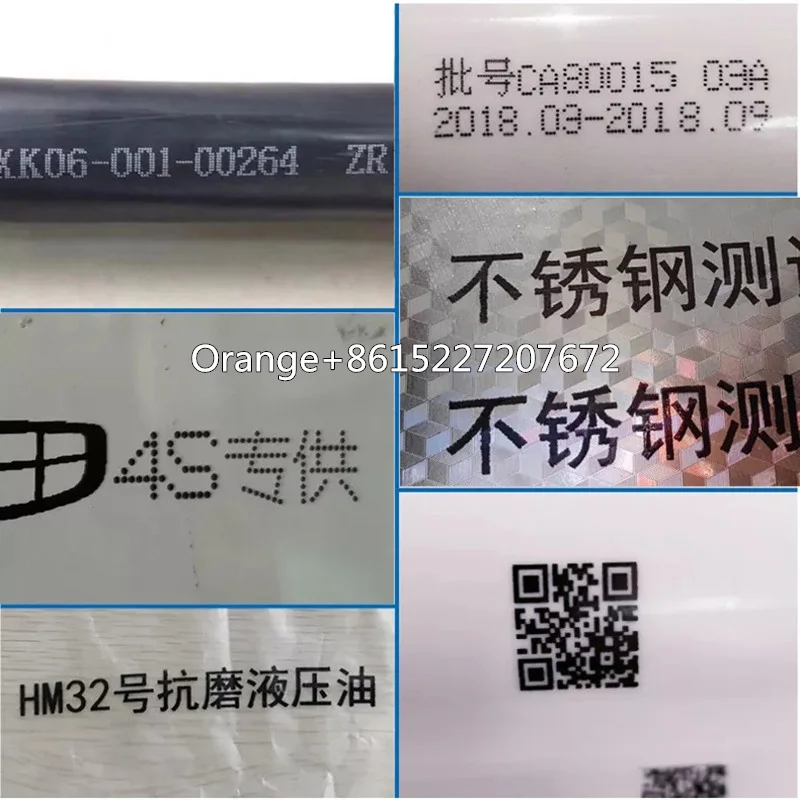 XK06-001-00264 ZR
批号CA80015 03A
2018.03-2018.09
不锈钢测
不锈钢测
Orange+8615227207672
4S专供
HM32号抗磨液压油